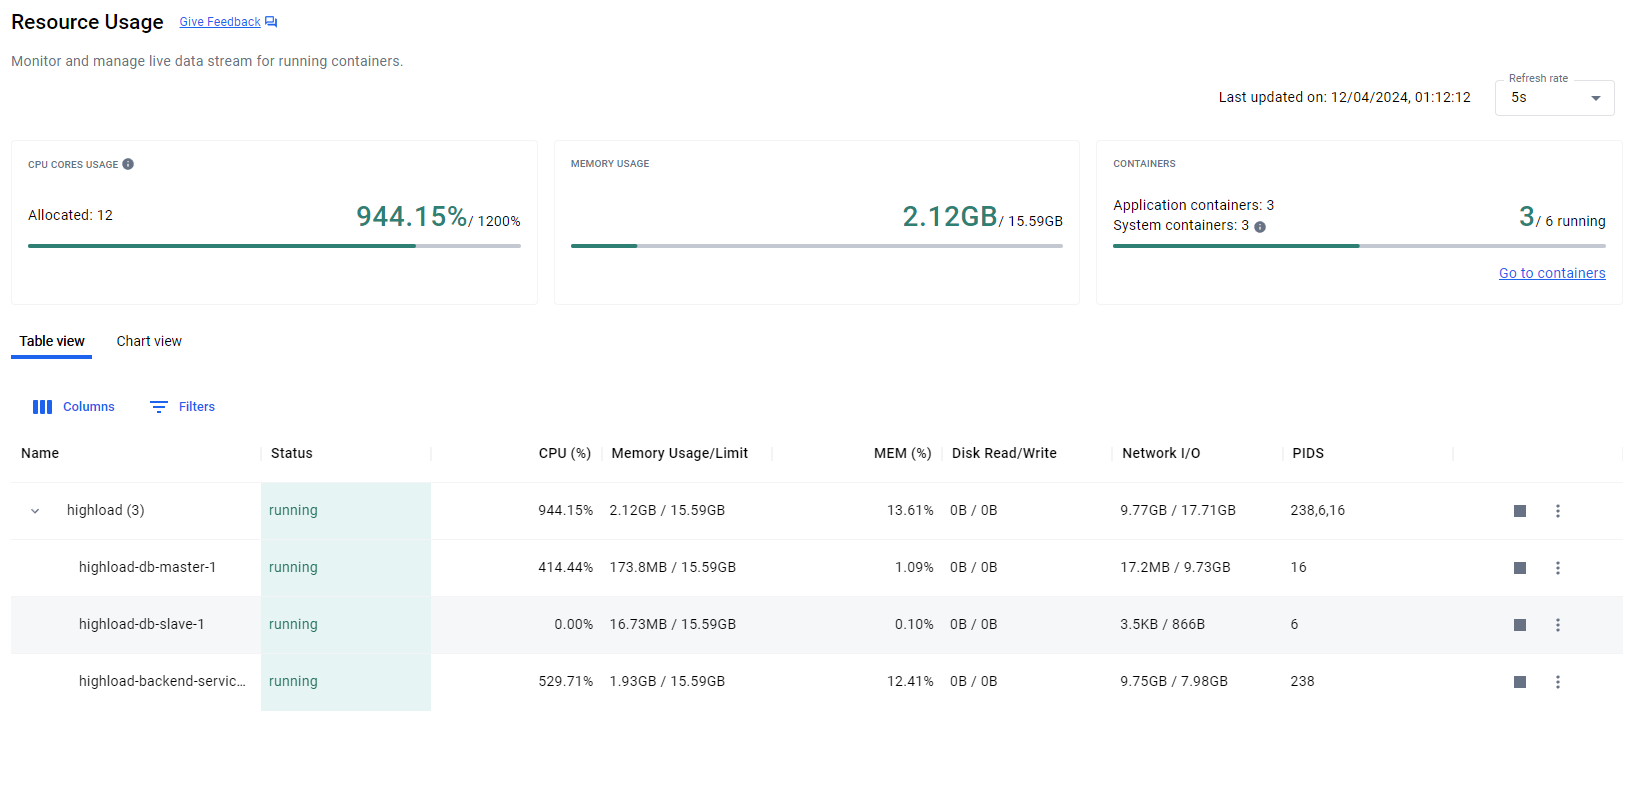 Resource Usage Give Feedback
Monitor and manage live data stream for running containers.
Last updated on: 12/04/2024, 01:12:12
Refresh rate
5s
CPU CORES USAGE
Allocated: 12
944.15% / 1200%
MEMORY USAGE
2.12GB / 15.59GB
CONTAINERS
Application containers: 3
System containers: 3
3 / 6 running
Go to containers
Table view Chart view
Columns Filters
Name Status CPU (%) Memory Usage/Limit MEM (%) Disk Read/Write Network I/O PIDS
highload (3) running 944.15% 2.12GB / 15.59GB 13.61% 0B / 0B 9.77GB / 17.71GB 238,6,16
highload-db-master-1 running 414.44% 173.8MB / 15.59GB 1.09% 0B / 0B 17.2MB / 9.73GB 16
highload-db-slave-1 running 0.00% 16.73MB / 15.59GB 0.10% 0B / 0B 3.5KB / 866B 6
highload-backend-servic... running 529.71% 1.93GB / 15.59GB 12.41% 0B / 0B 9.75GB / 7.98GB 238